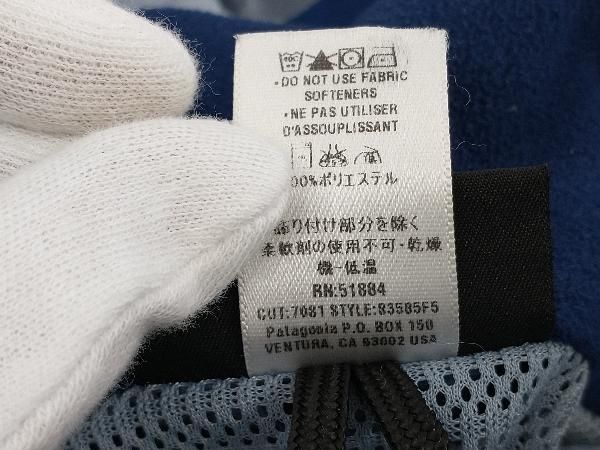 ·DO NOT USE FABRIC
SOFTENERS
·NE PAS UTILISER
D'ASSOUPLISSANT
00%ポリエステル
貼り付け部分を除く
柔軟剤の使用不可·乾燥
機-低温
RN:51884
CUT:7081 STYLE:83585F5
Patagonia P.O. BOX 150
VENTURA, CA 93002 USA